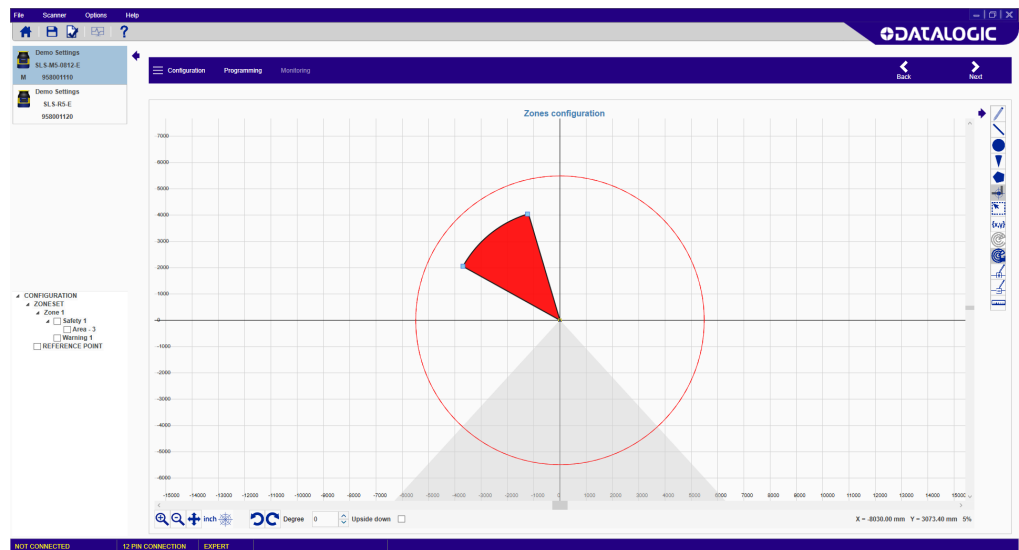 File Scanner Options Help
?
DATALOGIC
Demo Settings
SLS-M5-0812-E
M 958001110
Demo Settings
SLS-R5-E
958001120
Configuration Programming Monitoring
Back Next
Zones configuration
7000
6000
5000
4000
3000
2000
1000
0
-1000
-2000
-3000
-4000
-5000
-6000
-15000 -14000 -12000 -11000 -10000 -9000 -8000 -7000 -6000 -5000 -4000 -3000 -2000 -1000 0 1000 2000 3000 4000 5000 6000 7000 8000 9000 10000 11000 12000 13000 14000 15000
{x,y}
CONFIGURATION
ZONESET
Zone 1
Safety 1
Area - 3
Warning 1
REFERENCE POINT
inch Degree 0 Upside down
X = -8030.00 mm Y = 3073.40 mm 5%
NOT CONNECTED 12 PIN CONNECTION EXPERT